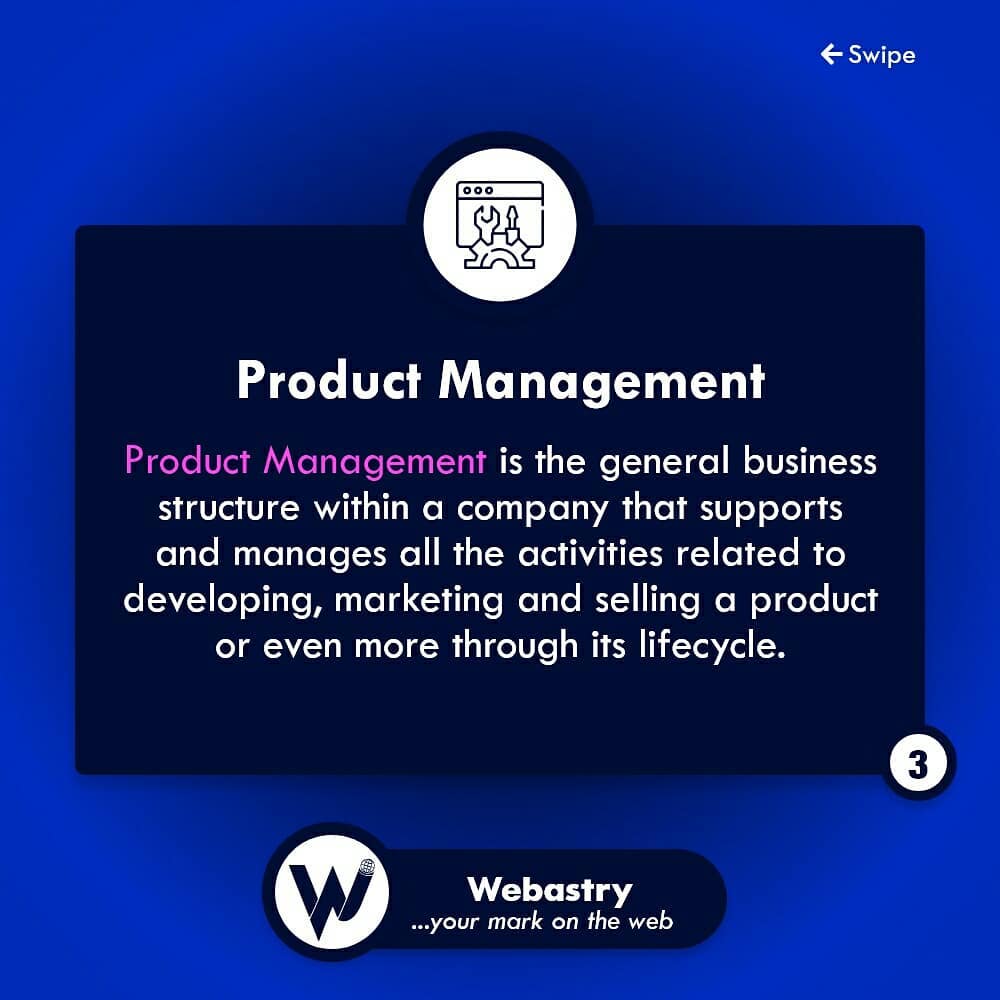 Swipe
Product Management
Product Management is the general business
structure within a company that supports
and manages all the activities related to
developing, marketing and selling a product
or even more through its lifecycle.
3
Webastry
...your mark on the web